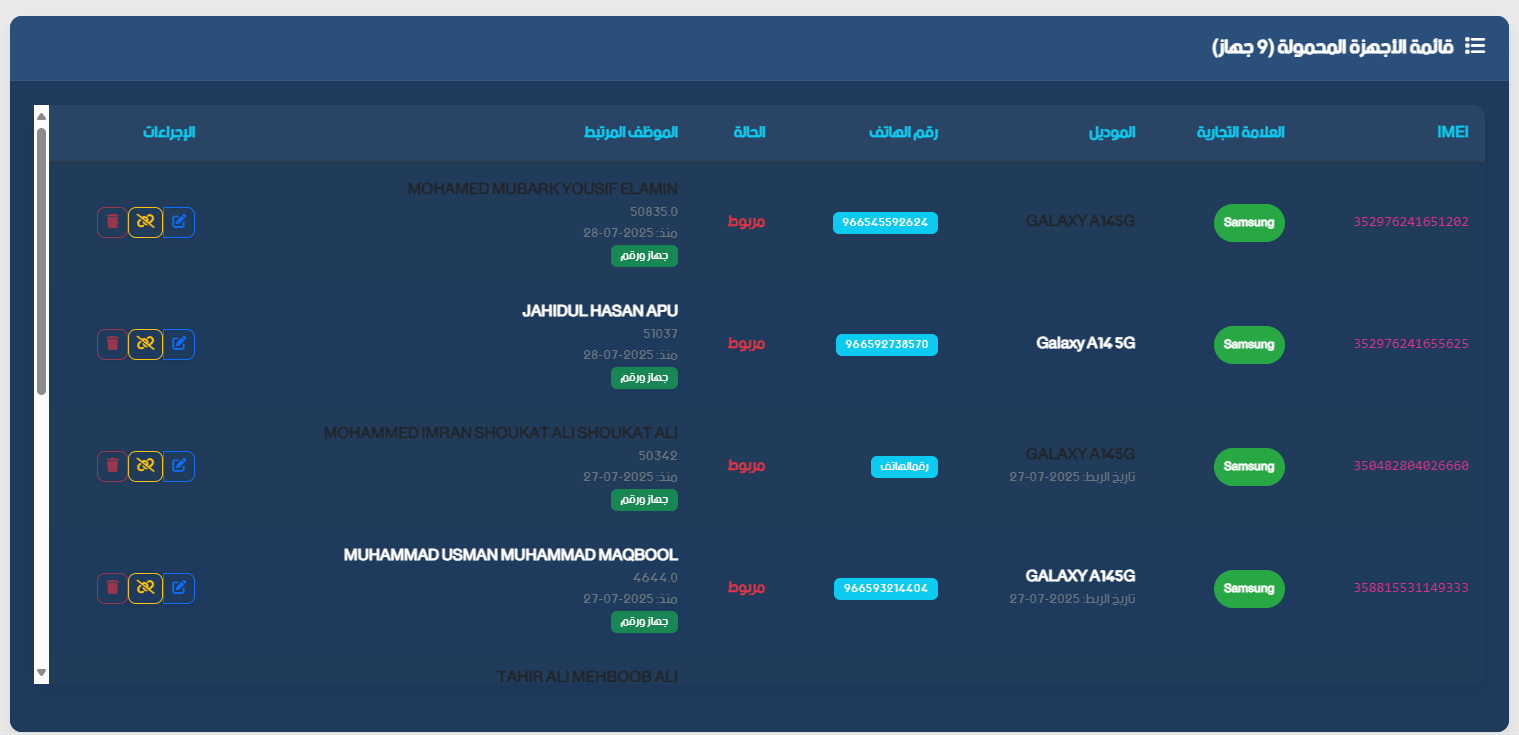 قائمة الأجهزة المحمولة (9 جهاز)
IMEI العلامة التجارية الموديل رقم الهاتف الحالة الموظف المرتبط الإجراءات
352976241651202 Samsung GALAXY A145G 966545592624 مربوط MOHAMED MUBARK YOUSIF ELAMIN
50835.0
منذ: 2025-07-28
جهاز ورقم
352976241655625 Samsung Galaxy A14 5G 966592738570 مربوط JAHIDUL HASAN APU
51037
منذ: 2025-07-28
جهاز ورقم
350482804026660 Samsung GALAXY A145G رقمالهاتف مربوط MOHAMMED IMRAN SHOUKAT ALI SHOUKAT ALI
تاريخ الربط: 2025-07-27 50342
منذ: 2025-07-27
جهاز ورقم
358815531149333 Samsung GALAXY A145G 966593214404 مربوط MUHAMMAD USMAN MUHAMMAD MAQBOOL
تاريخ الربط: 2025-07-27 4644.0
منذ: 2025-07-27
جهاز ورقم
TAHIR ALI MEHBOOB ALI